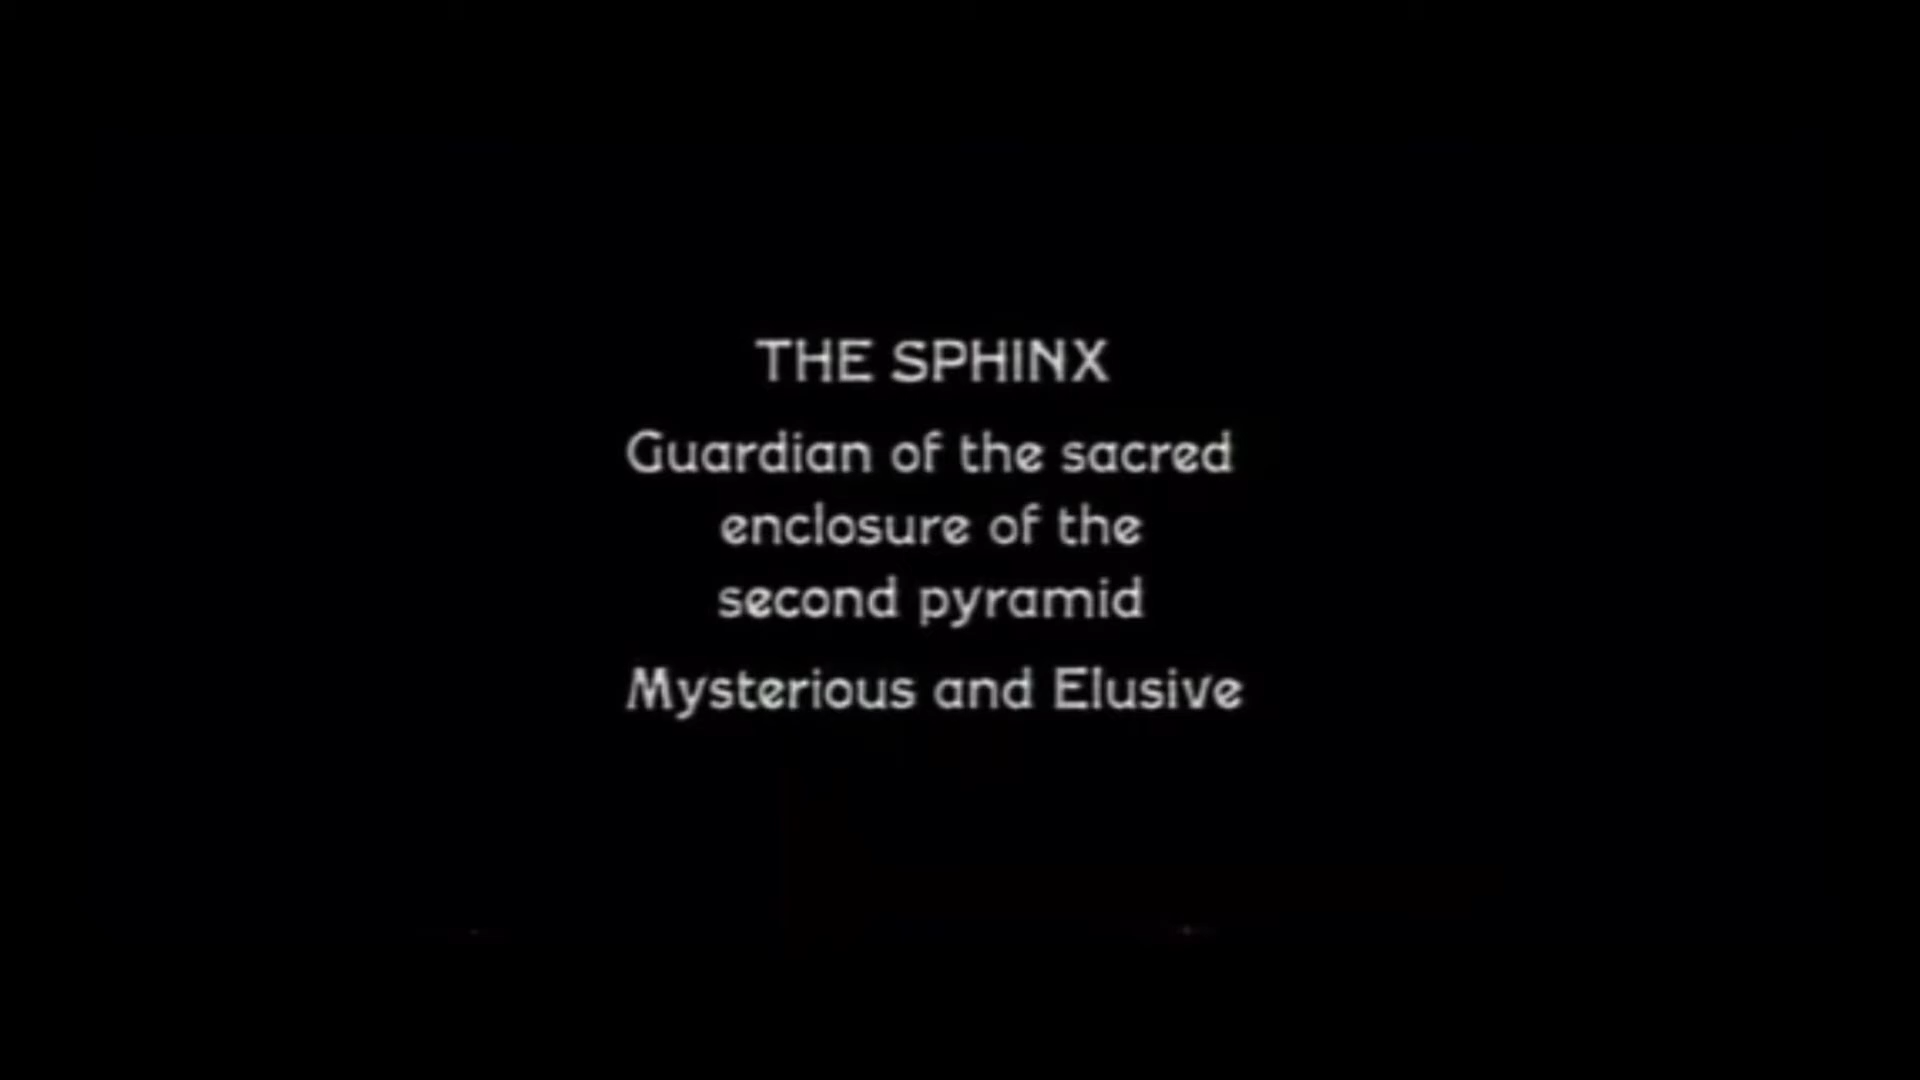 THE SPHINX
Guardian of the sacred
enclosure of the
second pyramid
Mysterious and Elusive